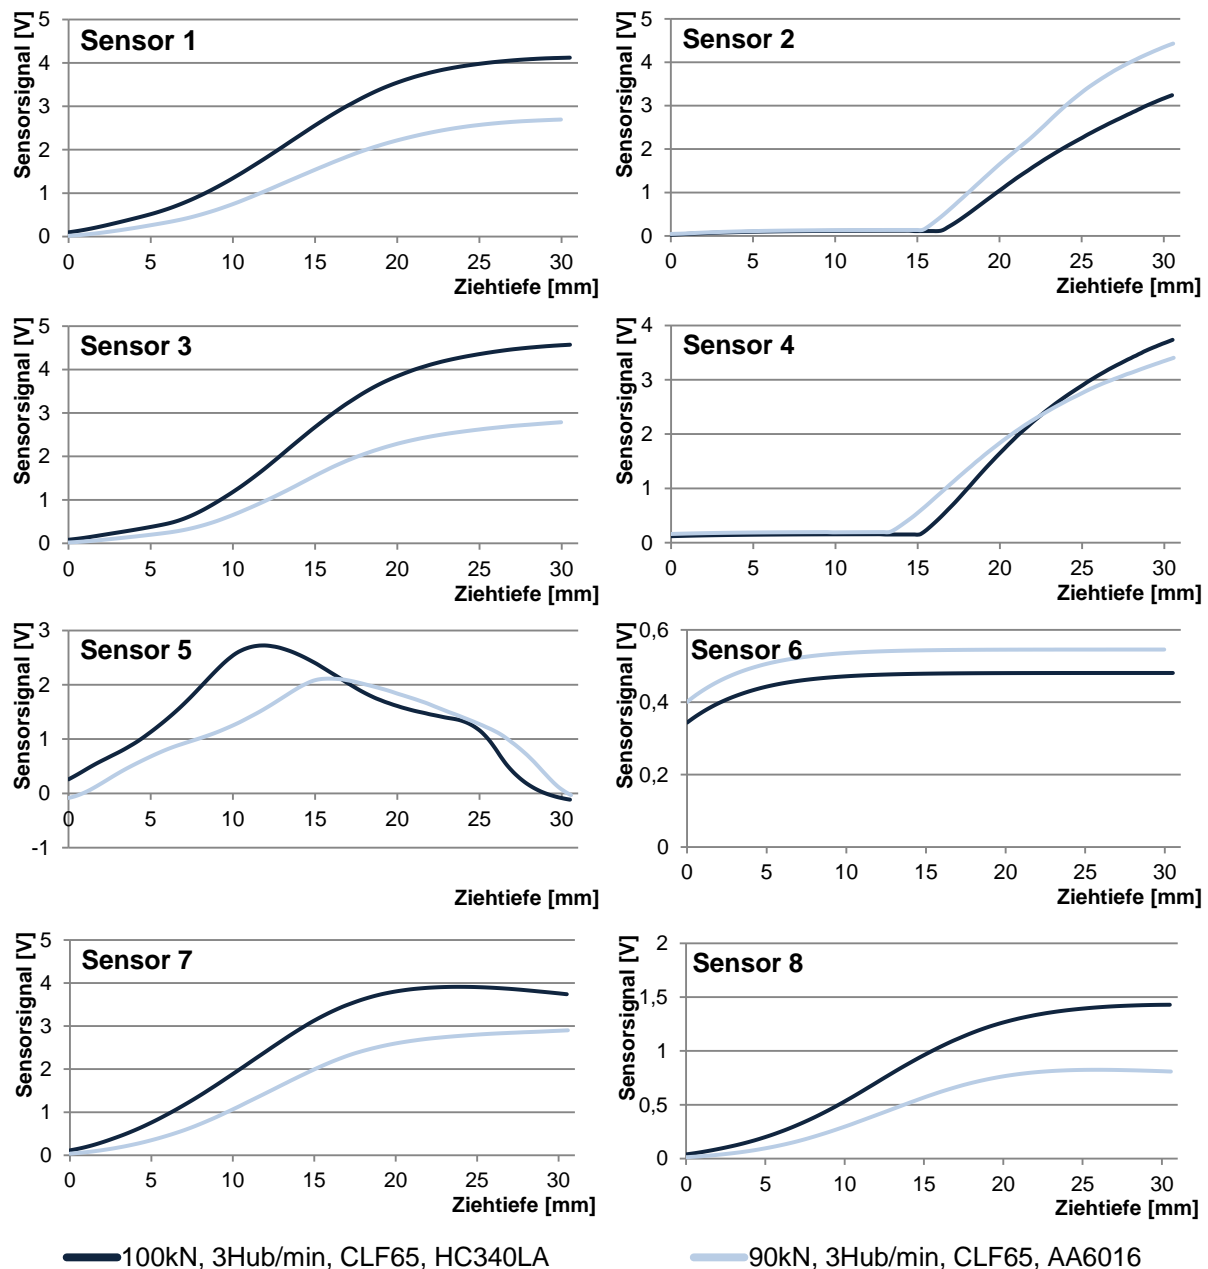 Sensor 1
Sensorsignal [V]
5
4
3
2
1
0
0 5 10 15 20 25 30
Ziehtiefe [mm]
Sensor 2
Sensorsignal [V]
5
4
3
2
1
0
0 5 10 15 20 25 30
Ziehtiefe [mm]
Sensor 3
Sensorsignal [V]
5
4
3
2
1
0
0 5 10 15 20 25 30
Ziehtiefe [mm]
Sensor 4
Sensorsignal [V]
4
3
2
1
0
0 5 10 15 20 25 30
Ziehtiefe [mm]
Sensor 5
Sensorsignal [V]
3
2
1
0
-1
0 5 10 15 20 25 30
Ziehtiefe [mm]
Sensor 6
Sensorsignal [V]
0,6
0,4
0,2
0
0 5 10 15 20 25 30
Ziehtiefe [mm]
Sensor 7
Sensorsignal [V]
5
4
3
2
1
0
0 5 10 15 20 25 30
Ziehtiefe [mm]
Sensor 8
Sensorsignal [V]
2
1,5
1
0,5
0
0 5 10 15 20 25 30
Ziehtiefe [mm]
100kN, 3Hub/min, CLF65, HC340LA
90kN, 3Hub/min, CLF65, AA6016